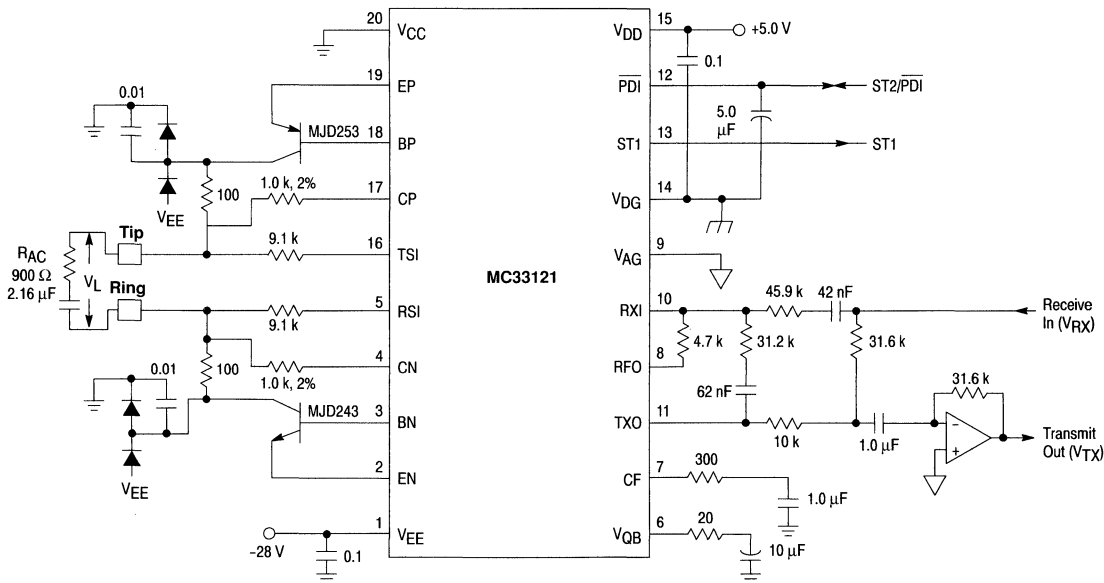 20
VCC
15
VDD
+5.0 V
0.1
19
EP
12
PDI
ST2/PDI
0.01
MJD253
18
BP
5.0
µF
13
ST1
ST1
1.0 k, 2%
17
CP
100
14
VDG
VEE
Tip
9.1 k
16
TSI
9
VAG
RAC
900 Ω
2.16 µF
VL
MC33121
Ring
5
RSI
9.1 k
10
RXI
45.9 k
42 nF
Receive
In (VRX)
4.7 k
31.2 k
31.6 k
4
CN
100
1.0 k, 2%
8
RFO
0.01
62 nF
31.6 k
MJD243
3
BN
11
TXO
10 k
1.0 µF
–
+
Transmit
Out (VTX)
VEE
2
EN
7
CF
300
1.0 µF
1
VEE
–28 V
0.1
6
VQB
20
10 µF